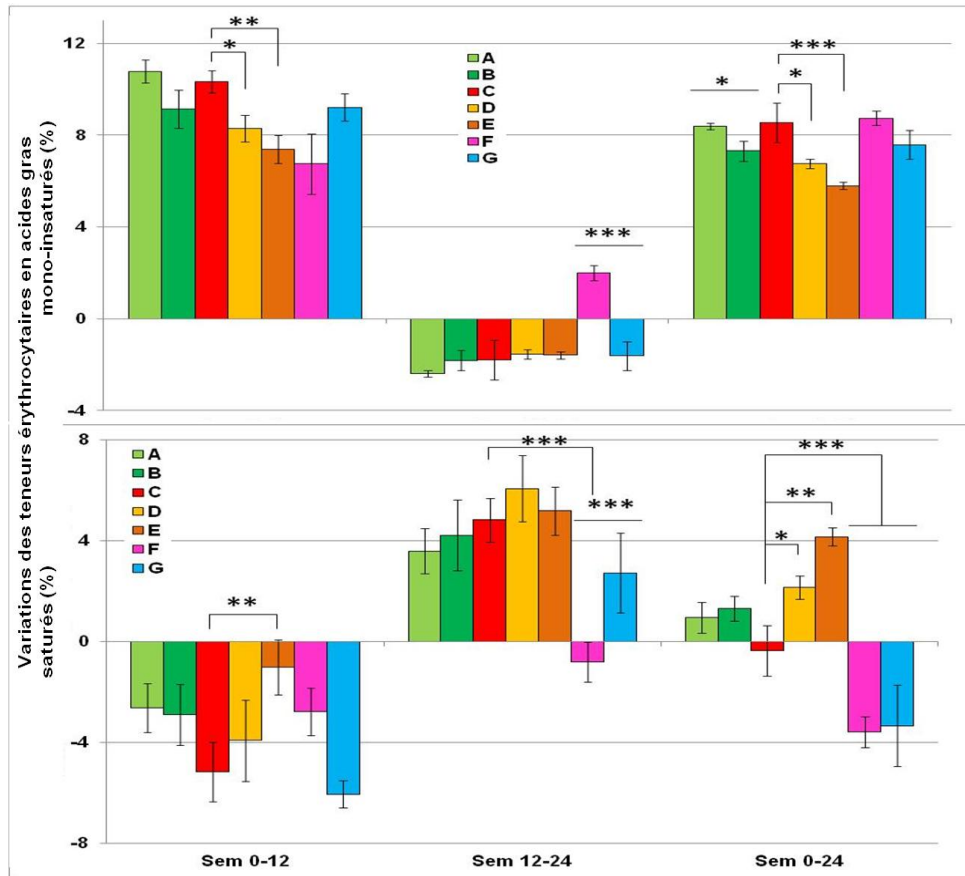 Variations des teneurs érythrocytaires en acides gras
mono-insaturés (%)
saturés (%)
12
8
4
0
-4
**
*
A
B
C
D
E
F
G
***
*
***
*
8
4
0
-4
-8
A
B
C
D
E
F
G
**
***
***
***
**
*
Sem 0-12
Sem 12-24
Sem 0-24